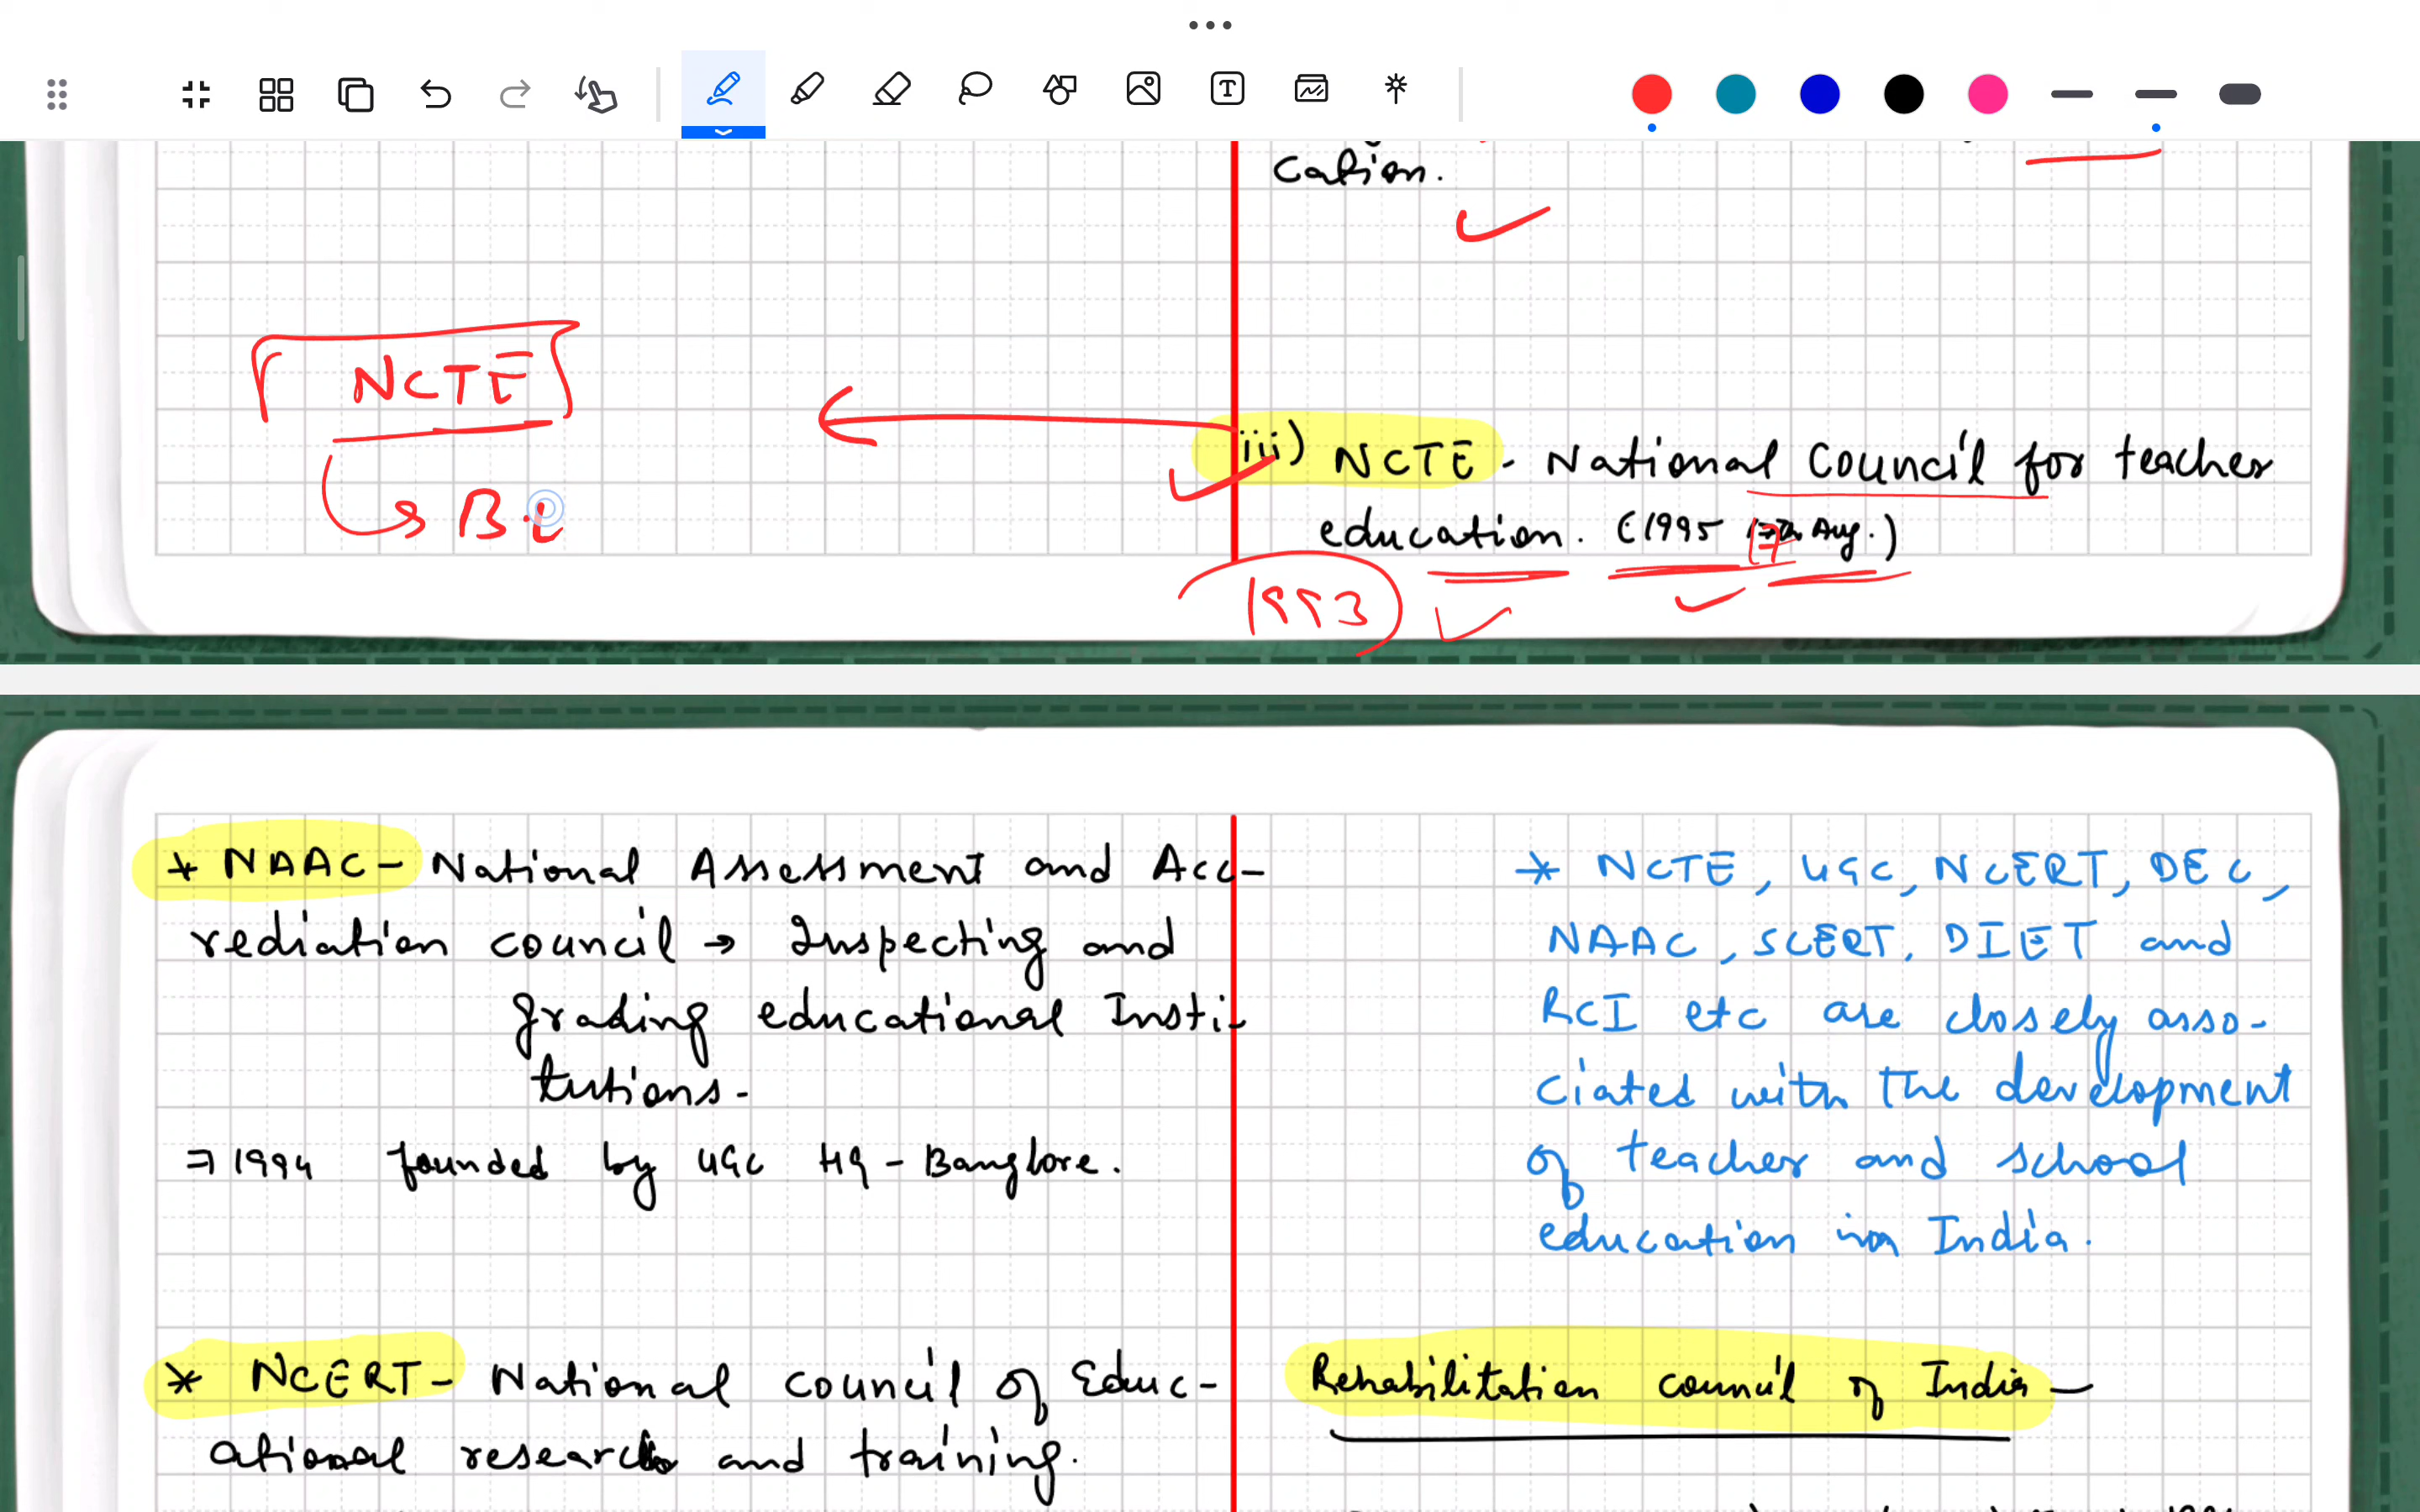 cation.
NCTE
B.
iii) NCTE - National Council for teacher
education. (1995 17 Aug.)
1993
* NAAC - National Assessment and Acc-
rediation council → Inspecting and
grading educational Insti-
tutions-
⇒ 1994 founded by UGC HQ - Banglore.
* NCERT - National council of Educ-
ational research and training.
* NCTE, UGC, NCERT, DEC,
NAAC, SCERT, DIET and
RCI etc are closely asso-
ciated with the development
of teacher and school
education in India.
Rehabilitation council of India -